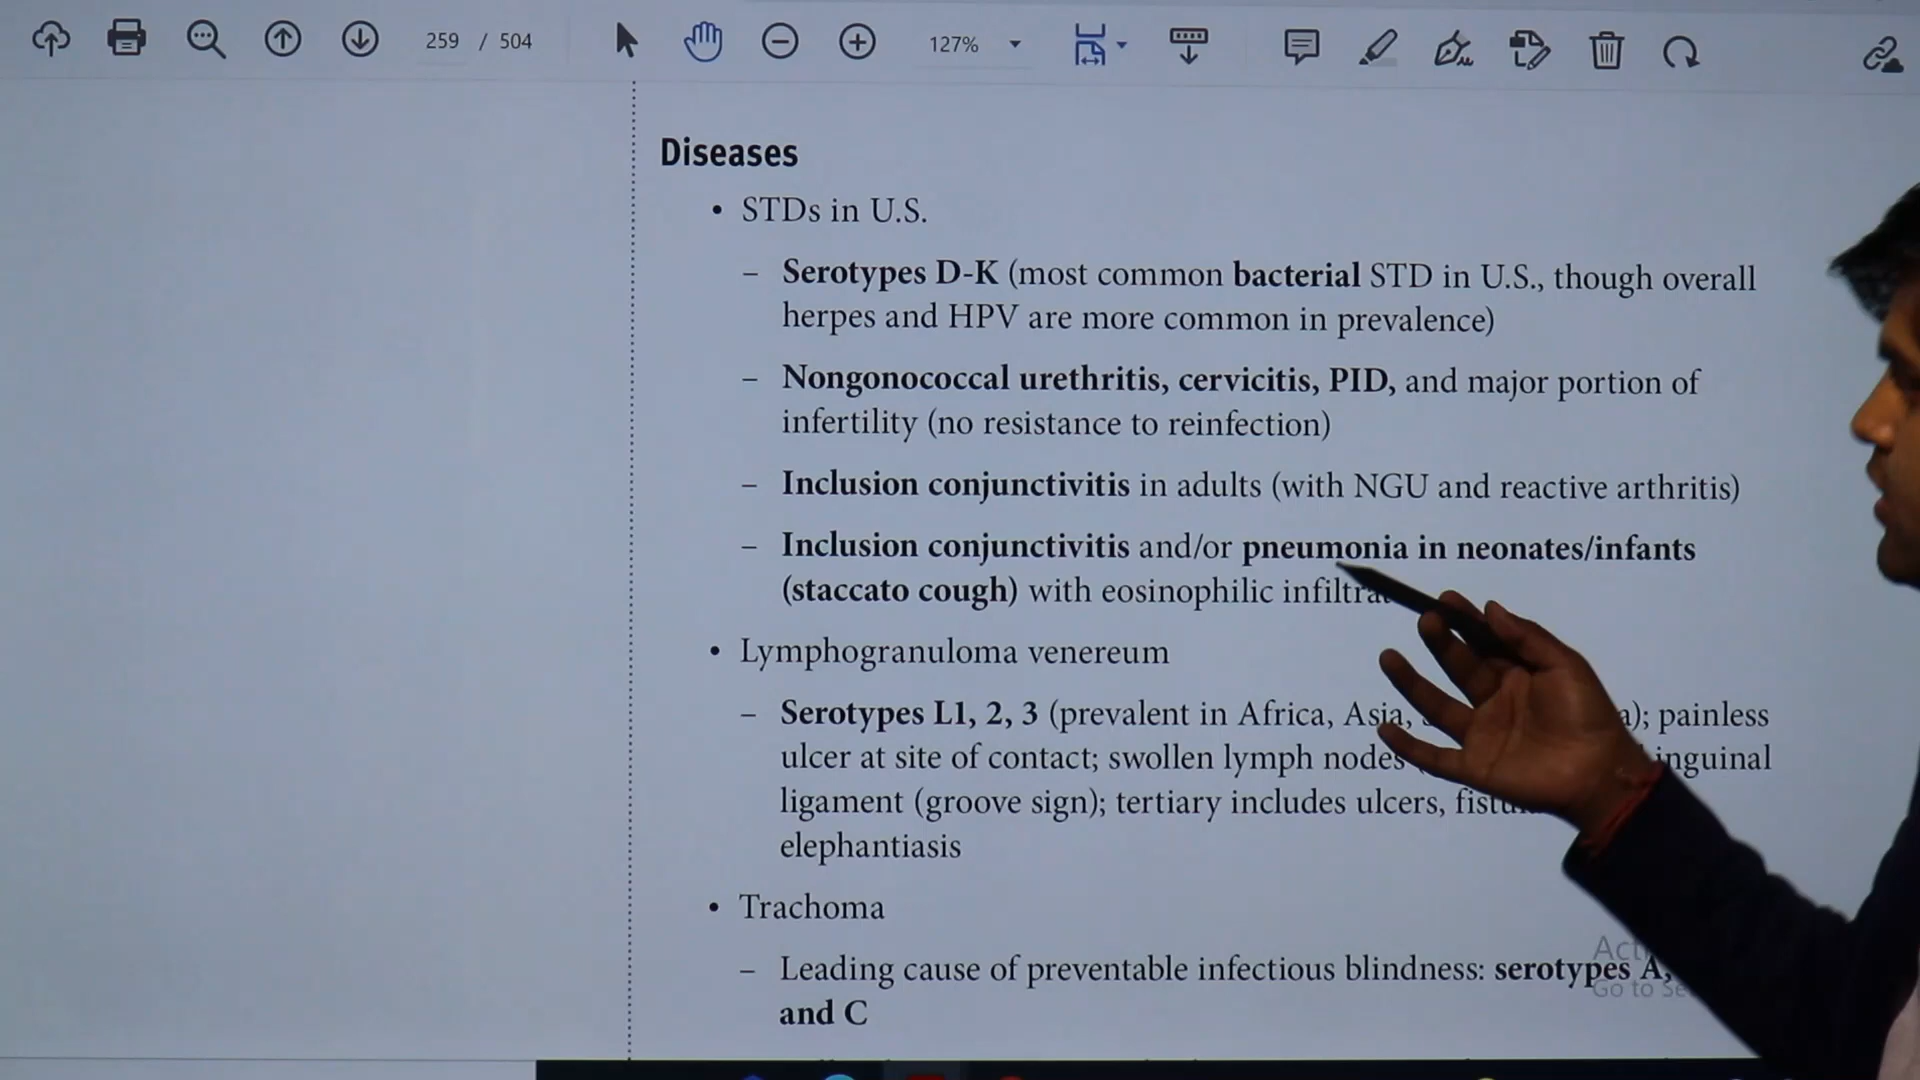 259 / 504
127%
Diseases
• STDs in U.S.
– Serotypes D-K (most common bacterial STD in U.S., though overall
herpes and HPV are more common in prevalence)
– Nongonococcal urethritis, cervicitis, PID, and major portion of
infertility (no resistance to reinfection)
– Inclusion conjunctivitis in adults (with NGU and reactive arthritis)
– Inclusion conjunctivitis and/or pneumonia in neonates/infants
(staccato cough) with eosinophilic
• Lymphogranuloma venereum
– Serotypes L1, 2, 3 (prevalent in Africa, Asia, painless
ulcer at site of contact; swollen lymph nodes inguinal
ligament (groove sign); tertiary includes ulcers,
elephantiasis
• Trachoma
– Leading cause of preventable infectious blindness: serotypes A,
and C
Go to